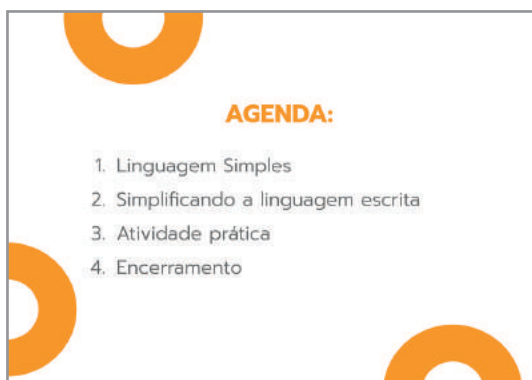 AGENDA:
1. Linguagem Simples
2. Simplificando a linguagem escrita
3. Atividade prática
4. Encerramento